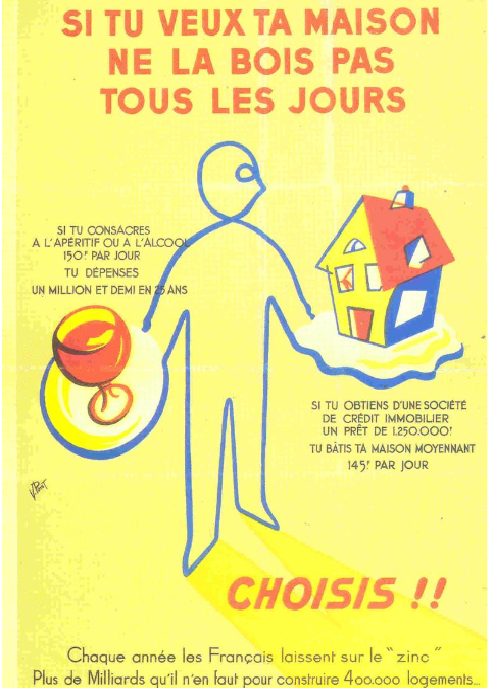 SI TU VEUX TA MAISON
NE LA BOIS PAS
TOUS LES JOURS
SI TU CONSACRES
A L'APÉRITIF OU A L'ALCOOL
150F PAR JOUR
TU DÉPENSES
UN MILLION ET DEMI EN 25 ANS
SI TU OBTIENS D'UNE SOCIÉTÉ
DE CRÉDIT IMMOBILIER
UN PRÊT DE 1.250.000F
TU BÂTIS TA MAISON MOYENNANT
145F PAR JOUR
CHOISIS !!
Chaque année les Français laissent sur le "zinc"
Plus de Milliards qu'il n'en faut pour construire 400.000 logements...